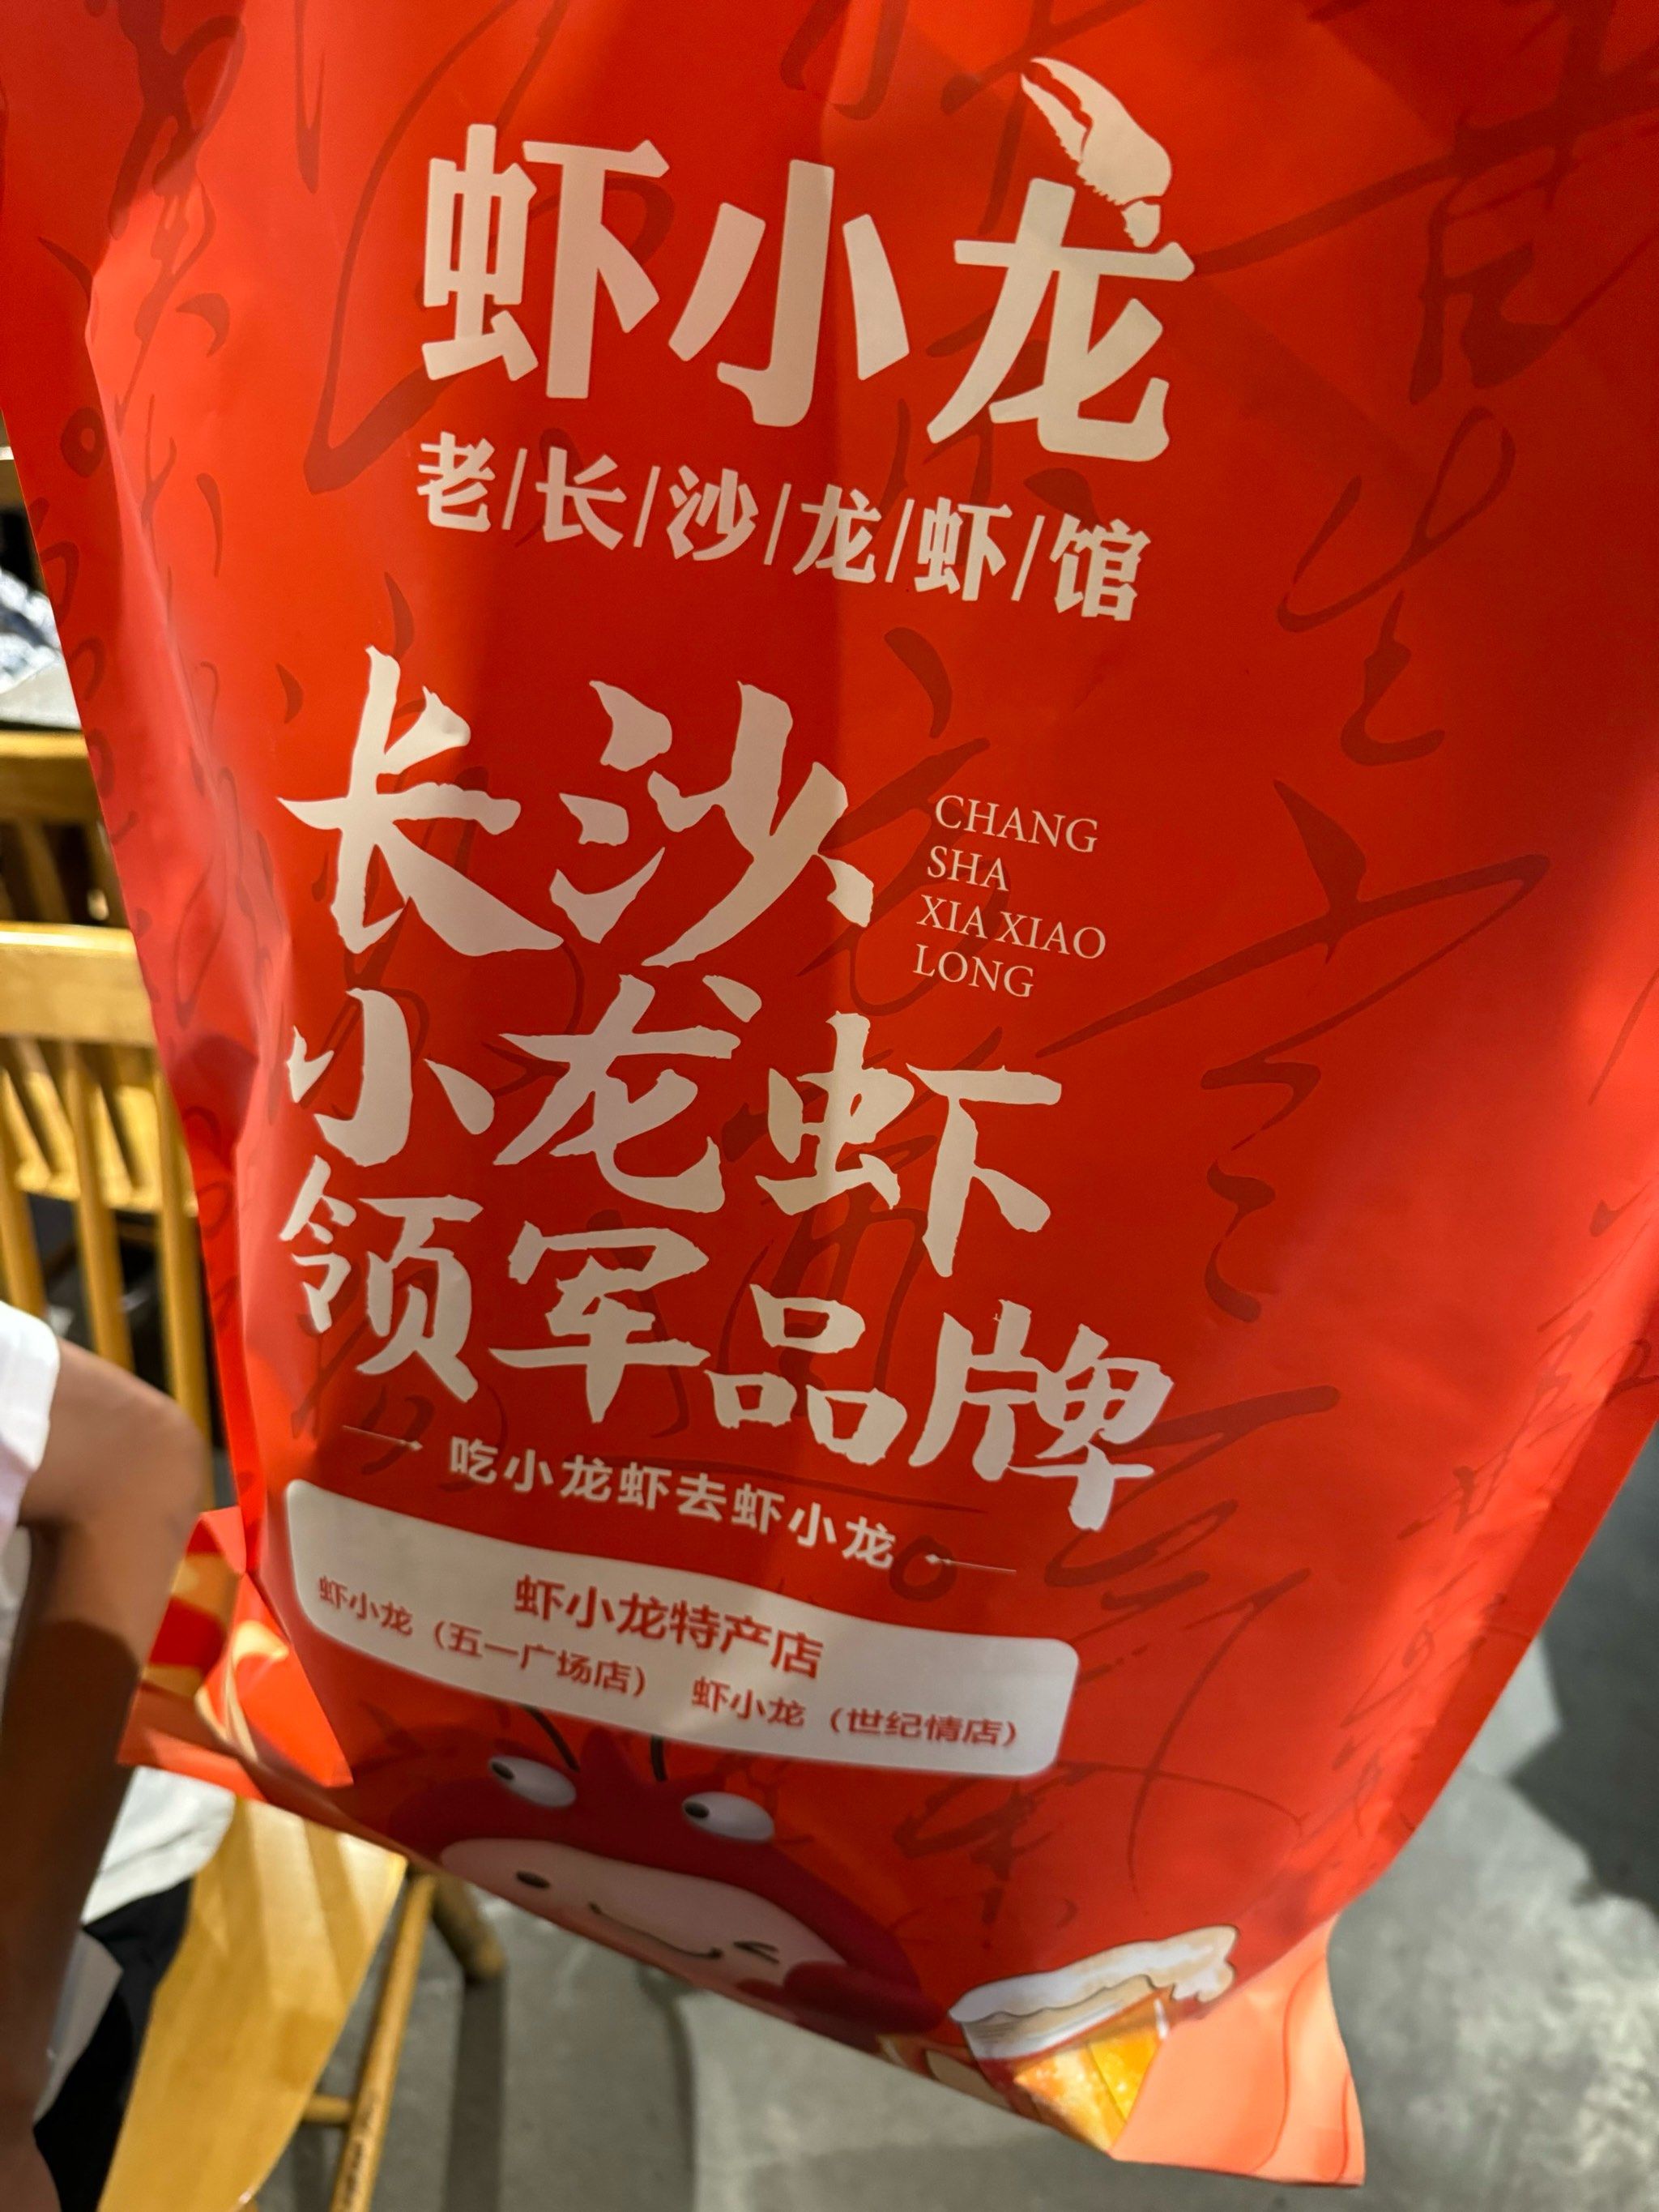 虾小龙
老/长/沙/龙/虾/馆
长沙
CHANG
SHA
XIA XIAO
LONG
小龙虾
领军品牌
吃小龙虾去虾小龙
虾小龙特产店
虾小龙（五一广场店） 虾小龙（世纪情店）